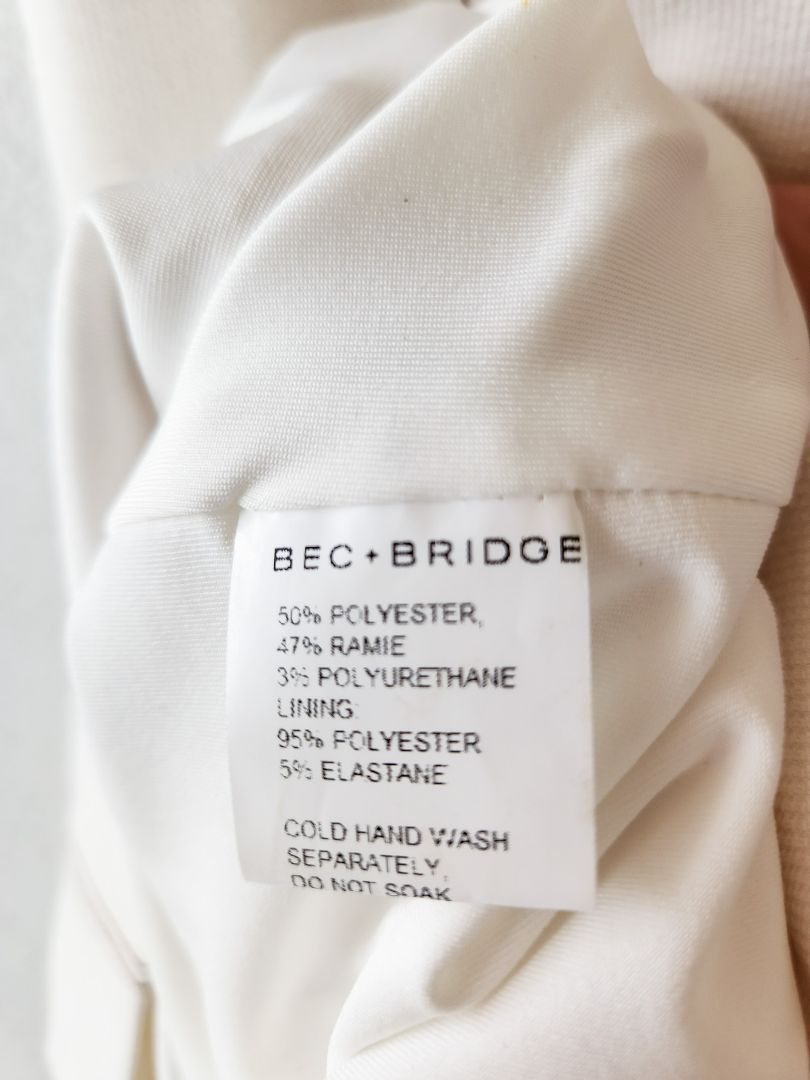 BEC + BRIDGE
50% POLYESTER,
47% RAMIE
3% POLYURETHANE
LINING:
95% POLYESTER
5% ELASTANE
COLD HAND WASH
SEPARATELY,
DO NOT SOAK